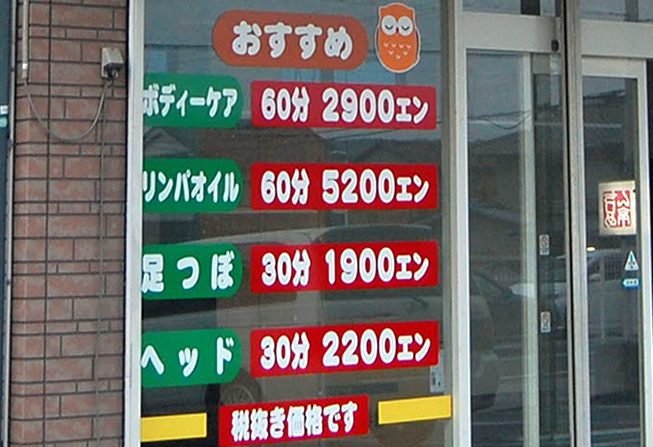 おすすめ
ボディーケア 60分 2900エン
リンパオイル 60分 5200エン
足つぼ 30分 1900エン
ヘッド 30分 2200エン
税抜き価格です